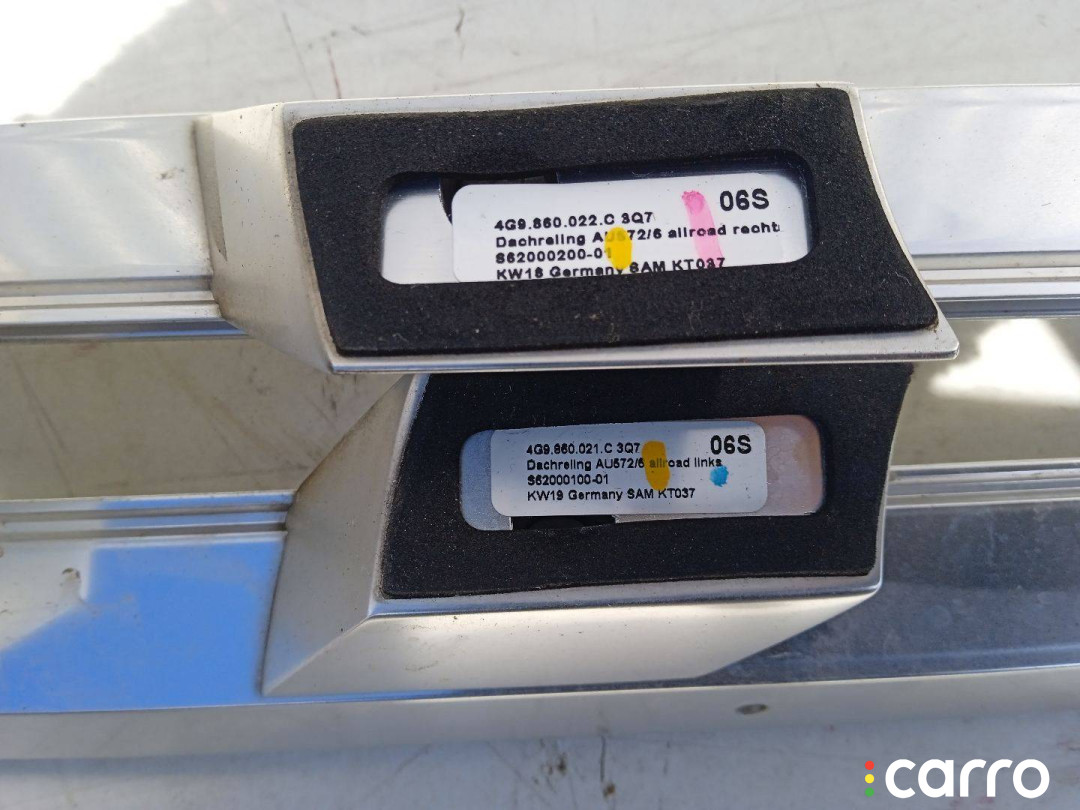 4G9.860.022.C 3Q7
06S
Dachreling AU572/6 allroad rechts
S62000200-01
KW18 Germany SAM KT037
4G9.860.021.C 3Q7
06S
Dachreling AU572/6 allroad links
S62000100-01
KW19 Germany SAM KT037
carro